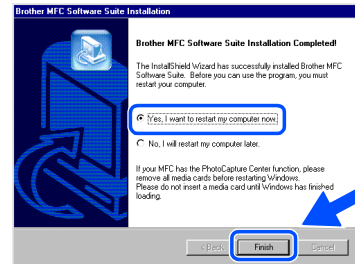 Brother MFC Software Suite Installation
Brother MFC Software Suite Installation Completed!
The InstallShield Wizard has successfully installed Brother MFC
Software Suite. Before you can use the program, you must
restart your computer.
Yes, I want to restart my computer now.
No, I will restart my computer later.
If your MFC has the PhotoCapture Center function, please
remove all media cards before restarting Windows.
Please do not insert a media card until Windows has finished
loading.
< Back
Finish
Cancel